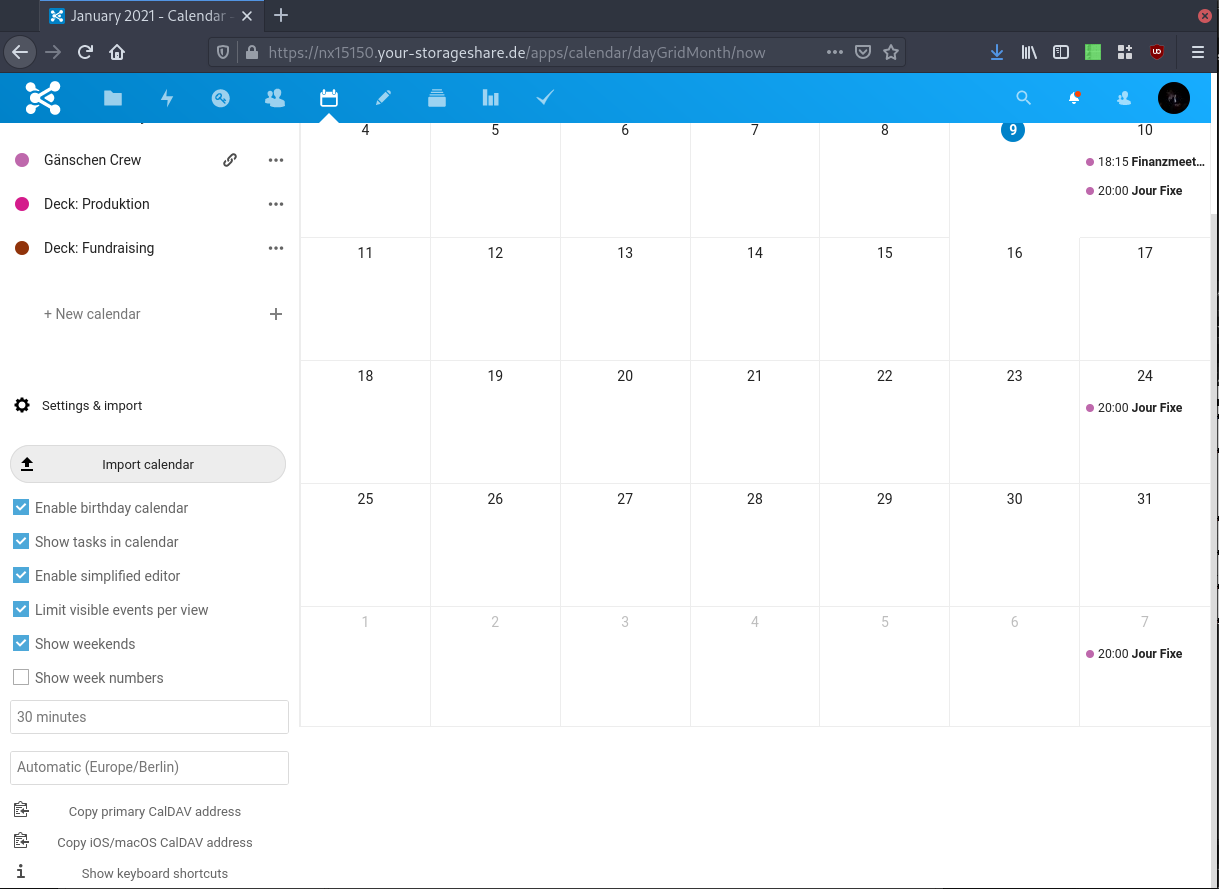 January 2021 - Calendar -
https://nx15150.your-storageshare.de/apps/calendar/dayGridMonth/now
Gänschen Crew
Deck: Produktion
Deck: Fundraising
+ New calendar
Settings & import
Import calendar
Enable birthday calendar
Show tasks in calendar
Enable simplified editor
Limit visible events per view
Show weekends
Show week numbers
30 minutes
Automatic (Europe/Berlin)
Copy primary CalDAV address
Copy iOS/macOS CalDAV address
Show keyboard shortcuts
4 5 6 7 8 9 10
18:15 Finanzmeet...
20:00 Jour Fixe
11 12 13 14 15 16 17
18 19 20 21 22 23 24
20:00 Jour Fixe
25 26 27 28 29 30 31
1 2 3 4 5 6 7
20:00 Jour Fixe